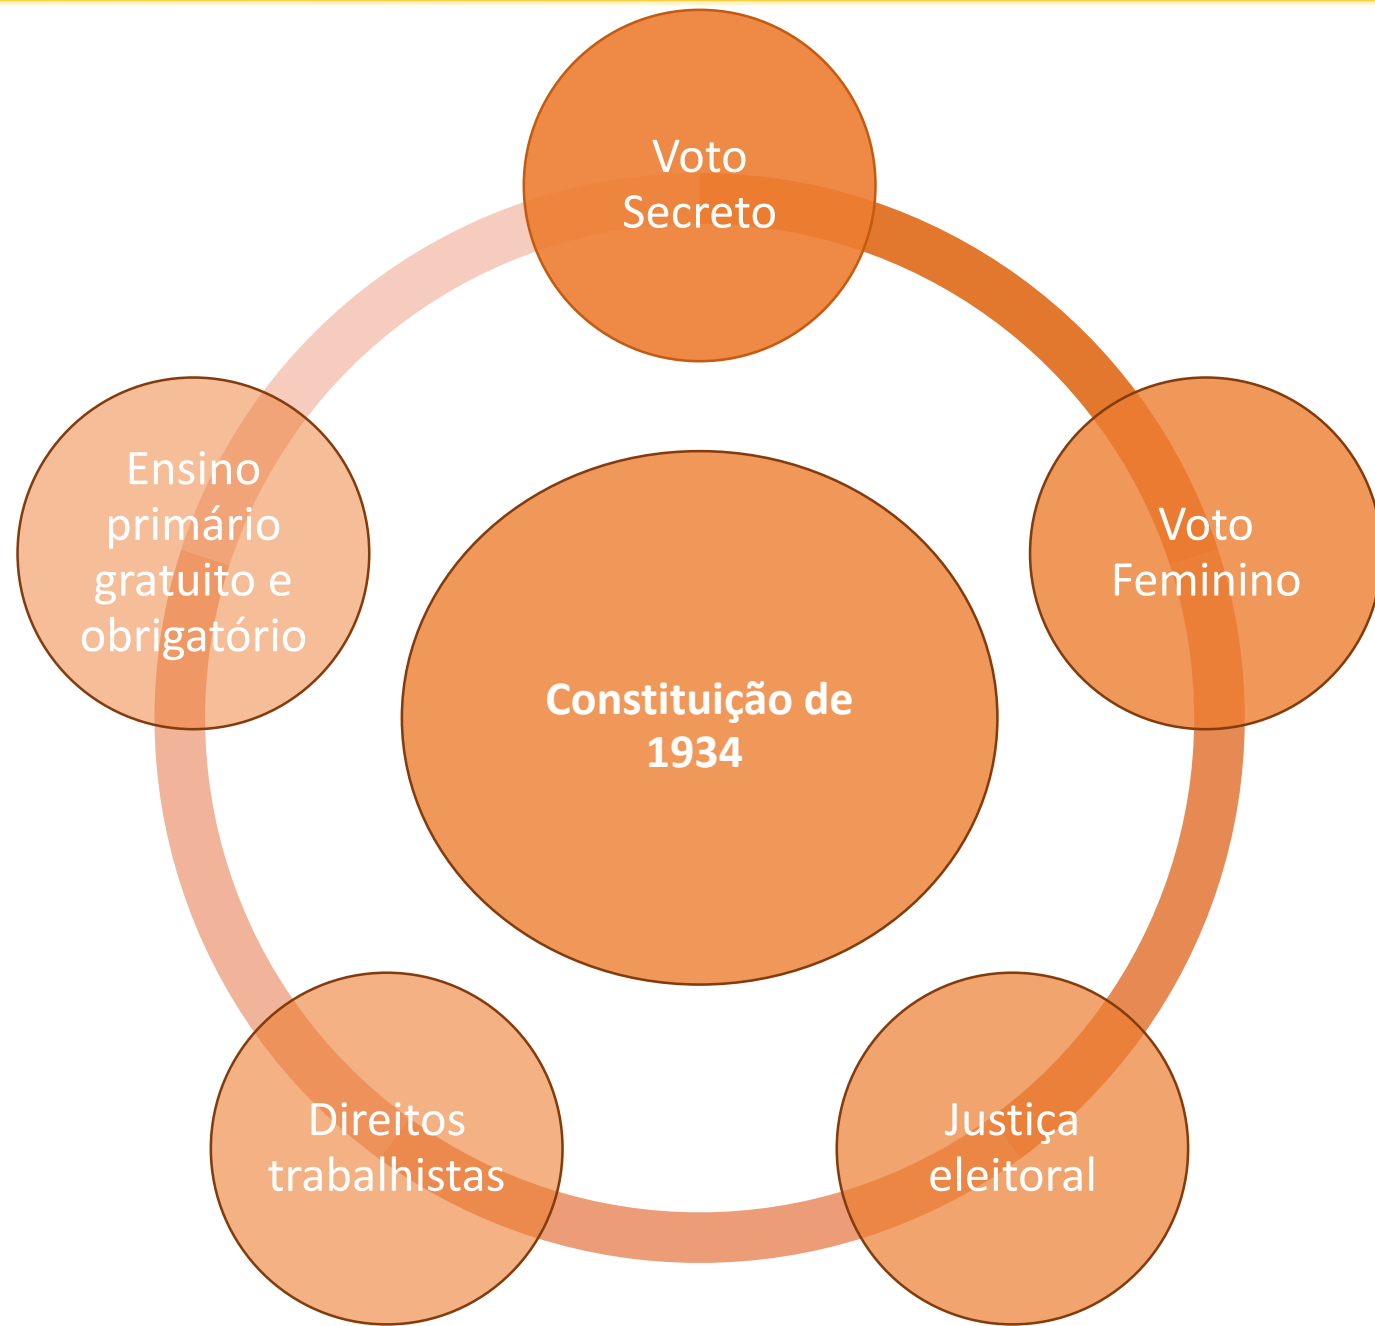 Voto
Secreto
Voto
Feminino
Justiça
eleitoral
Direitos
trabalhistas
Ensino
primário
gratuito e
obrigatório
Constituição de
1934